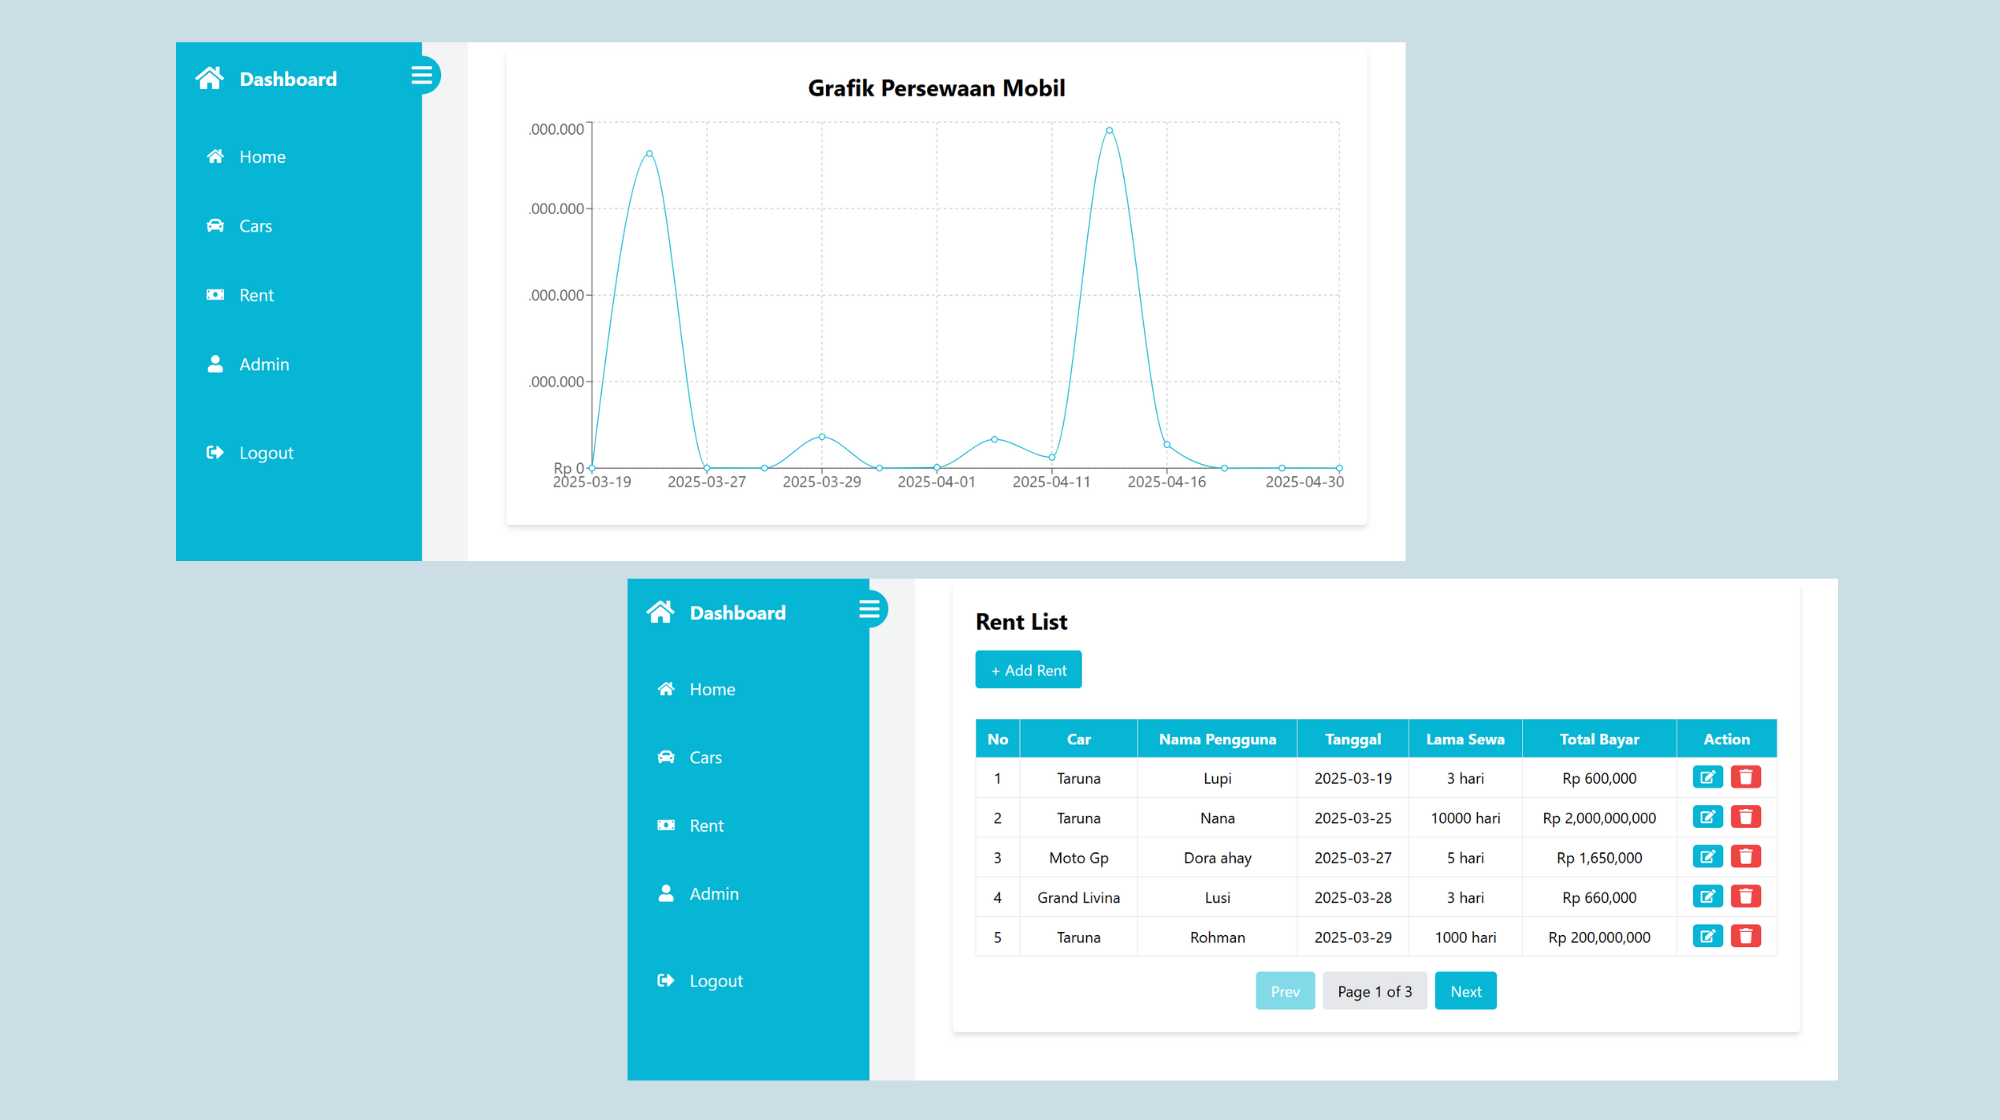 Dashboard
Home
Cars
Rent
Admin
Logout
Grafik Persewaan Mobil
.000.000
.000.000
.000.000
.000.000
Rp 0
2025-03-19 2025-03-27 2025-03-29 2025-04-01 2025-04-11 2025-04-16 2025-04-30
Dashboard
Home
Cars
Rent
Admin
Logout
Rent List
+ Add Rent
No Car Nama Pengguna Tanggal Lama Sewa Total Bayar Action
1 Taruna Lupi 2025-03-19 3 hari Rp 600,000
2 Taruna Nana 2025-03-25 10000 hari Rp 2,000,000,000
3 Moto Gp Dora ahay 2025-03-27 5 hari Rp 1,650,000
4 Grand Livina Lusi 2025-03-28 3 hari Rp 660,000
5 Taruna Rohman 2025-03-29 1000 hari Rp 200,000,000
Prev Page 1 of 3 Next